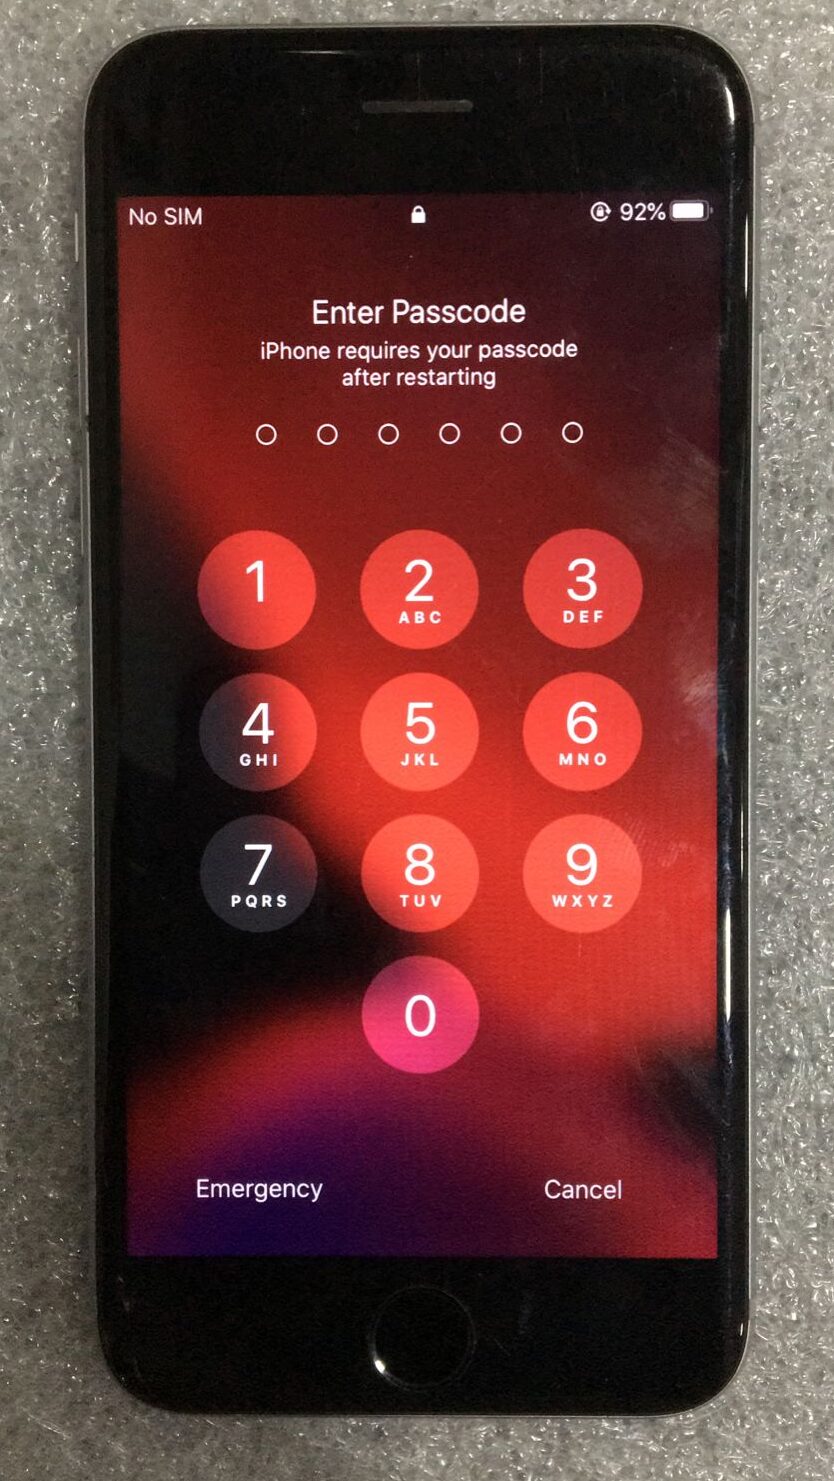 No SIM 92%
Enter Passcode
iPhone requires your passcode
after restarting
1 2 3
ABC DEF
4 5 6
GHI JKL MNO
7 8 9
PQRS TUV WXYZ
0
Emergency Cancel